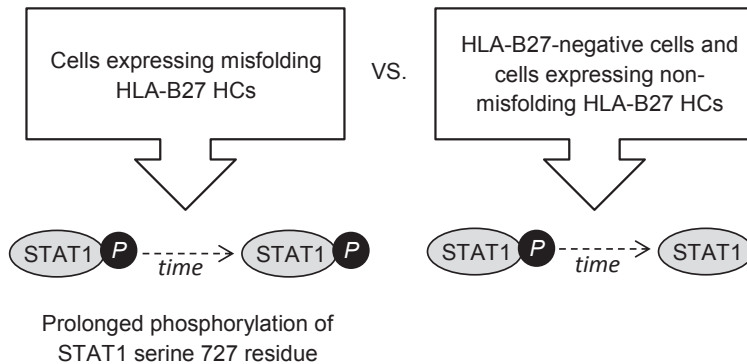 Cells expressing misfolding
HLA-B27 HCs
VS.
HLA-B27-negative cells and
cells expressing non-
misfolding HLA-B27 HCs
STAT1 P
time
STAT1 P
STAT1 P
time
STAT1
Prolonged phosphorylation of
STAT1 serine 727 residue